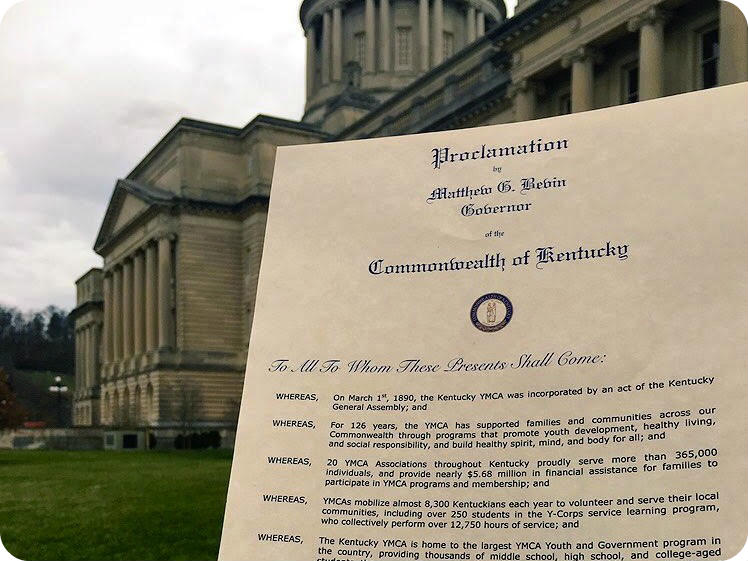 Proclamation
by
Matthew G. Bevin
Governor
of the
Commonwealth of Kentucky
To All To Whom These Presents Shall Come:
WHEREAS, On March 1st, 1890, the Kentucky YMCA was incorporated by an act of the Kentucky
General Assembly; and
WHEREAS, For 126 years, the YMCA has supported families and communities across our
Commonwealth through programs that promote youth development, healthy living,
and social responsibility, and build healthy spirit, mind, and body for all; and
WHEREAS, 20 YMCA Associations throughout Kentucky proudly serve more than 365,000
individuals, and provide nearly $5.68 million in financial assistance for families to
participate in YMCA programs and membership; and
WHEREAS, YMCAs mobilize almost 8,300 Kentuckians each year to volunteer and serve their local
communities, including over 250 students in the Y-Corps service learning program,
who collectively perform over 12,750 hours of service; and
WHEREAS, The Kentucky YMCA is home to the largest YMCA Youth and Government program in
the country, providing thousands of middle school, high school, and college-aged